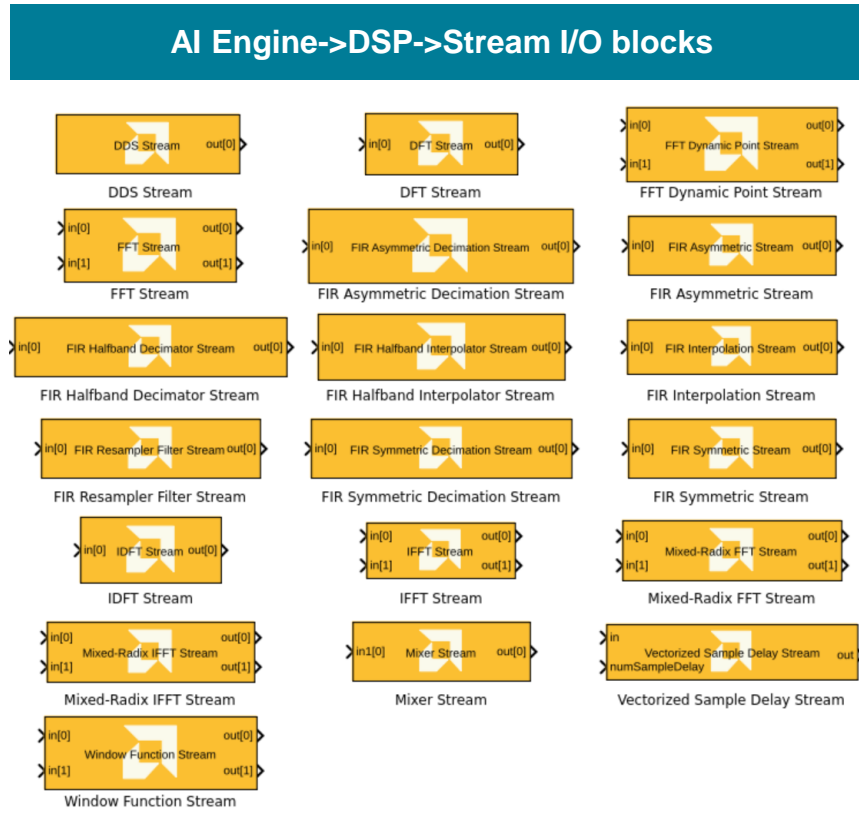 AI Engine->DSP->Stream I/O blocks
DDS Stream out[0]
DDS Stream
in[0] DFT Stream out[0]
DFT Stream
in[0] out[0]
FFT Dynamic Point Stream
in[1] out[1]
FFT Dynamic Point Stream
in[0] out[0]
FFT Stream
in[1] out[1]
FFT Stream
in[0] FIR Asymmetric Decimation Stream out[0]
FIR Asymmetric Decimation Stream
in[0] FIR Asymmetric Stream out[0]
FIR Asymmetric Stream
in[0] FIR Halfband Decimator Stream out[0]
FIR Halfband Decimator Stream
in[0] FIR Halfband Interpolator Stream out[0]
FIR Halfband Interpolator Stream
in[0] FIR Interpolation Stream out[0]
FIR Interpolation Stream
in[0] FIR Resampler Filter Stream out[0]
FIR Resampler Filter Stream
in[0] FIR Symmetric Decimation Stream out[0]
FIR Symmetric Decimation Stream
in[0] FIR Symmetric Stream out[0]
FIR Symmetric Stream
in[0] IDFT Stream out[0]
IDFT Stream
in[0] out[0]
IFFT Stream
in[1] out[1]
IFFT Stream
in[0] out[0]
Mixed-Radix FFT Stream
in[1] out[1]
Mixed-Radix FFT Stream
in[0] out[0]
Mixed-Radix IFFT Stream
in[1] out[1]
Mixed-Radix IFFT Stream
in1[0] Mixer Stream out[0]
Mixer Stream
in
Vectorized Sample Delay Stream out
numSampleDelay
Vectorized Sample Delay Stream
in[0] out[0]
Window Function Stream
in[1] out[1]
Window Function Stream